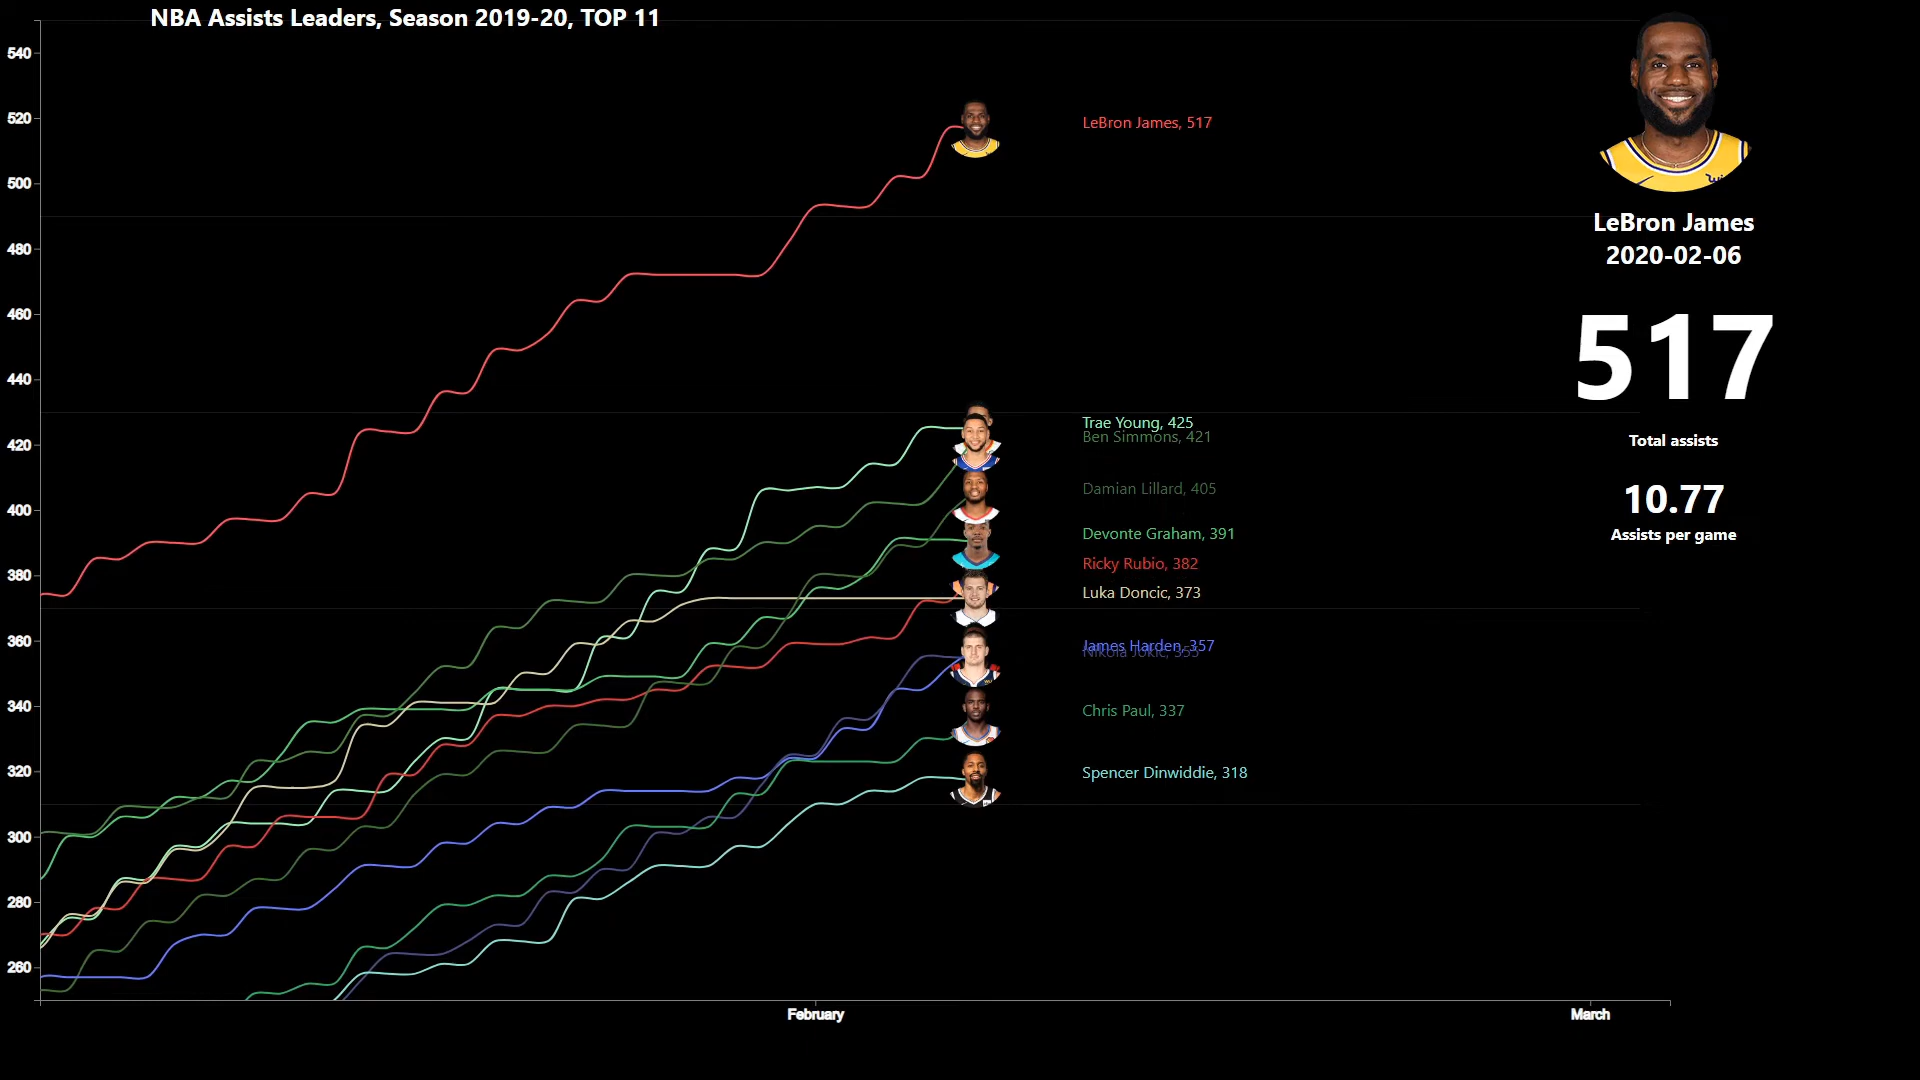 NBA Assists Leaders, Season 2019-20, TOP 11
540
520
500
480
460
440
420
400
380
360
340
320
300
280
260
LeBron James, 517
Trae Young, 425
Ben Simmons, 421
Damian Lillard, 405
Devonte Graham, 391
Ricky Rubio, 382
Luka Doncic, 373
James Harden, 357
Nikola Jokic, 355
Chris Paul, 337
Spencer Dinwiddie, 318
February
March
LeBron James
2020-02-06
517
Total assists
10.77
Assists per game